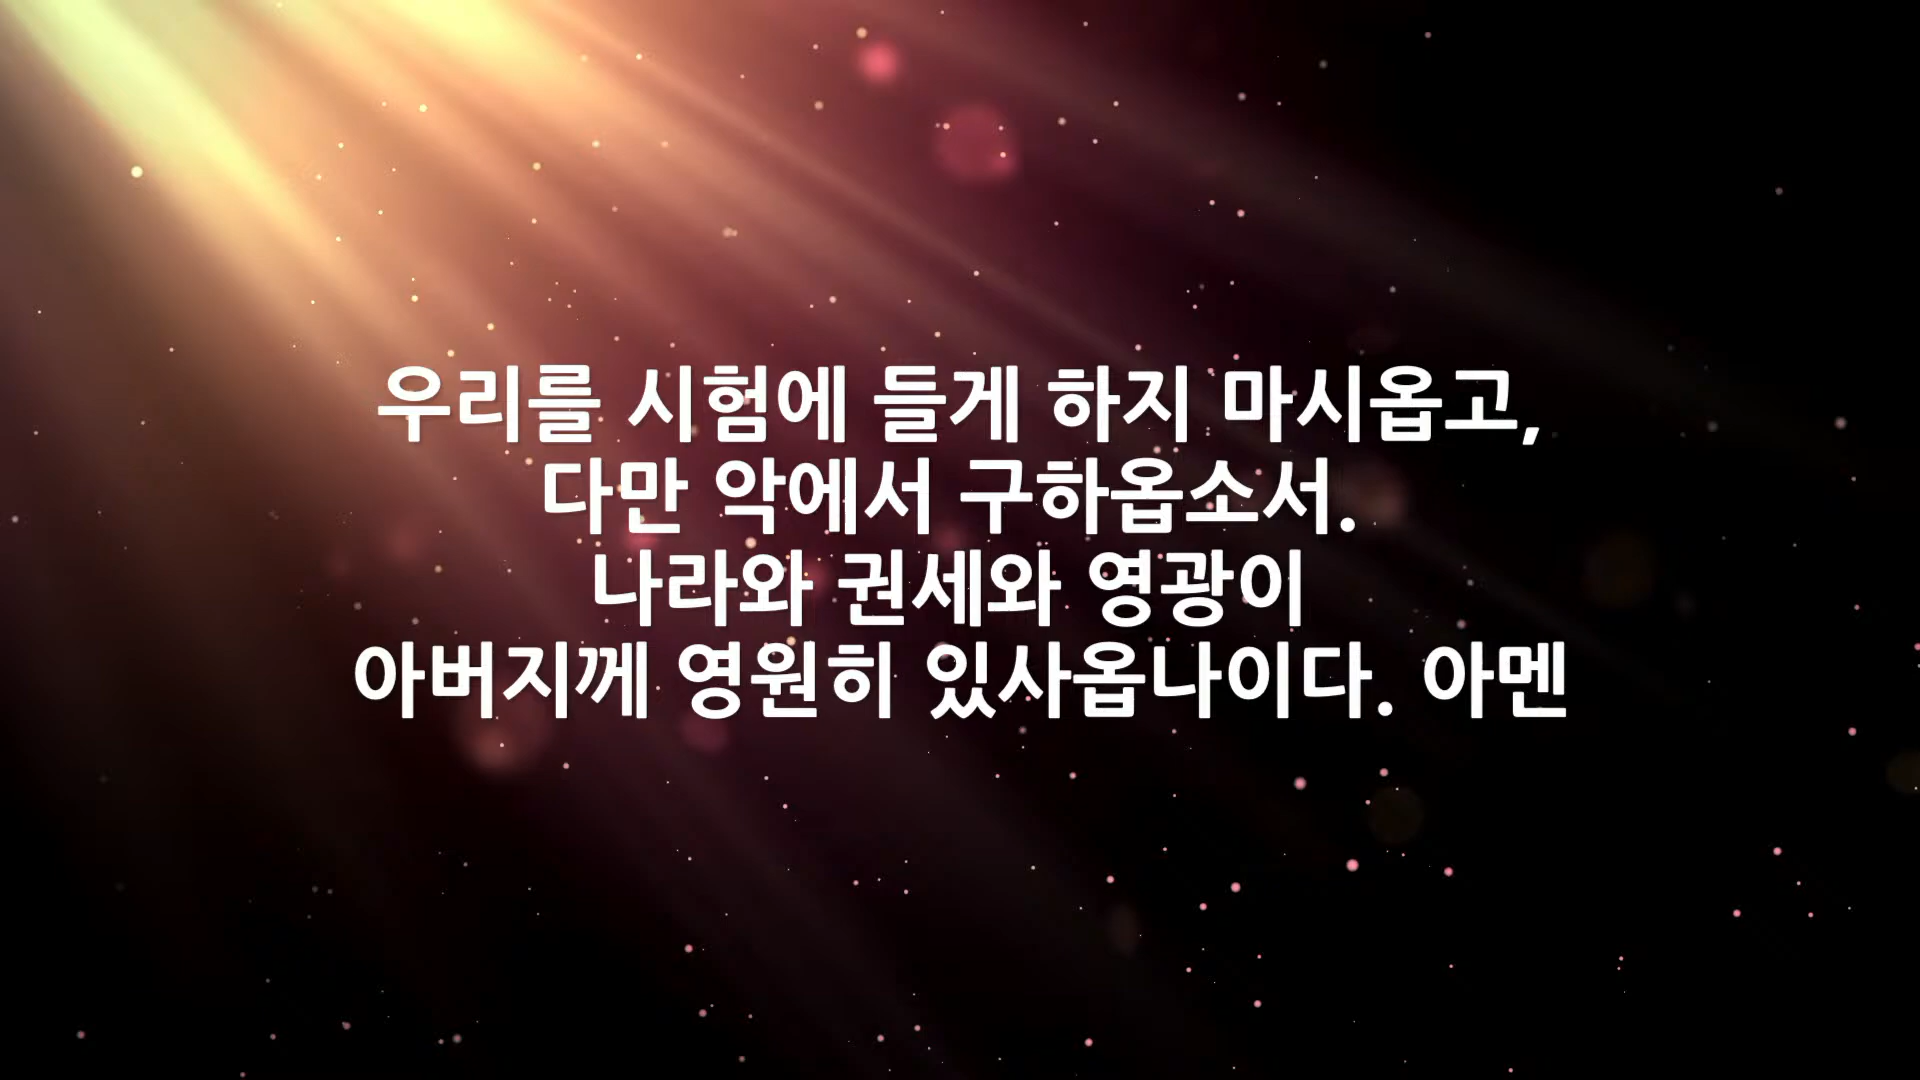 우리를 시험에 들게 하지 마시옵고,
다만 악에서 구하옵소서.
나라와 권세와 영광이
아버지께 영원히 있사옵나이다. 아멘